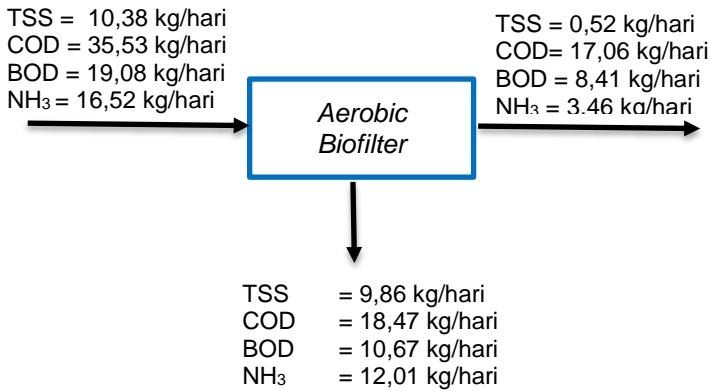 TSS = 10,38 kg/hari
COD = 35,53 kg/hari
BOD = 19,08 kg/hari
NH₃ = 16,52 kg/hari
TSS = 0,52 kg/hari
COD= 17,06 kg/hari
BOD = 8,41 kg/hari
NH₃ = 3.46 kg/hari
Aerobic
Biofilter
TSS = 9,86 kg/hari
COD = 18,47 kg/hari
BOD = 10,67 kg/hari
NH₃ = 12,01 kg/hari